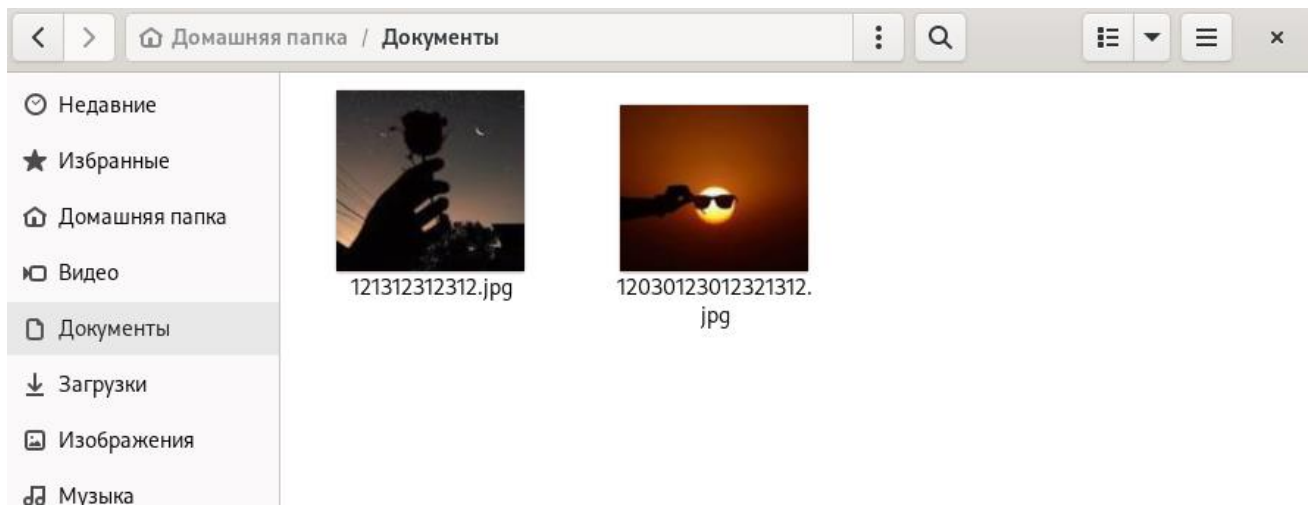 Домашняя папка / Документы
Недавние
Избранные
Домашняя папка
Видео
Документы
Загрузки
Изображения
Музыка
121312312312.jpg
12030123012321312.
jpg